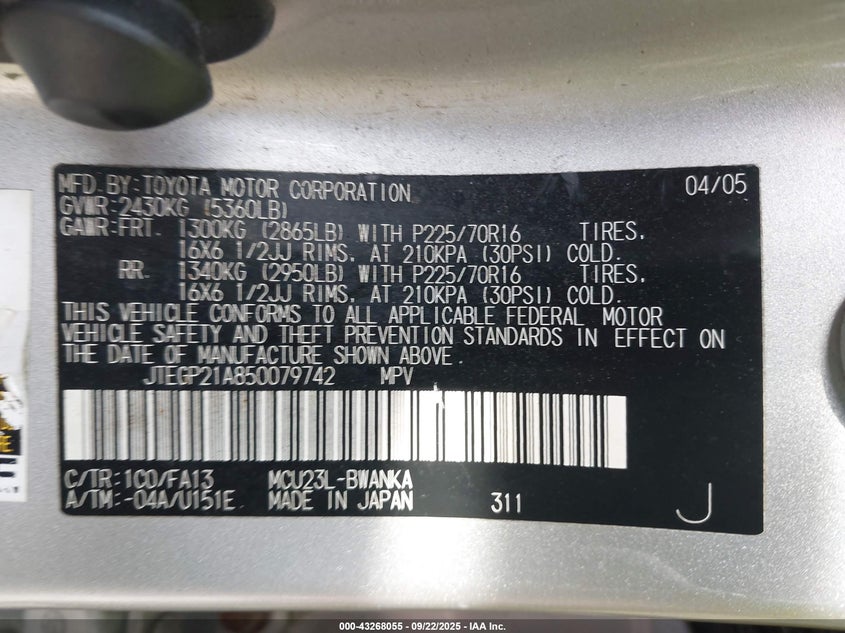 MFD.BY:TOYOTA MOTOR CORPORATION 04/05
GVWR:2430KG (5360LB)
GAWR:FRT. 1300KG (2865LB) WITH P225/70R16 TIRES,
16X6 1/2JJ RIMS, AT 210KPA (30PSI) COLD.
RR. 1340KG (2950LB) WITH P225/70R16 TIRES,
16X6 1/2JJ RIMS, AT 210KPA (30PSI) COLD.
THIS VEHICLE CONFORMS TO ALL APPLICABLE FEDERAL MOTOR
VEHICLE SAFETY AND THEFT PREVENTION STANDARDS IN EFFECT ON
THE DATE OF MANUFACTURE SHOWN ABOVE.
JTEGP21A850079742 MPV
C/TR:1C0/FA13 MCU23L-BWANKA
A/TM:-04A/U151E MADE IN JAPAN 311 J
000-43268055 - 09/22/2025 - IAA Inc.